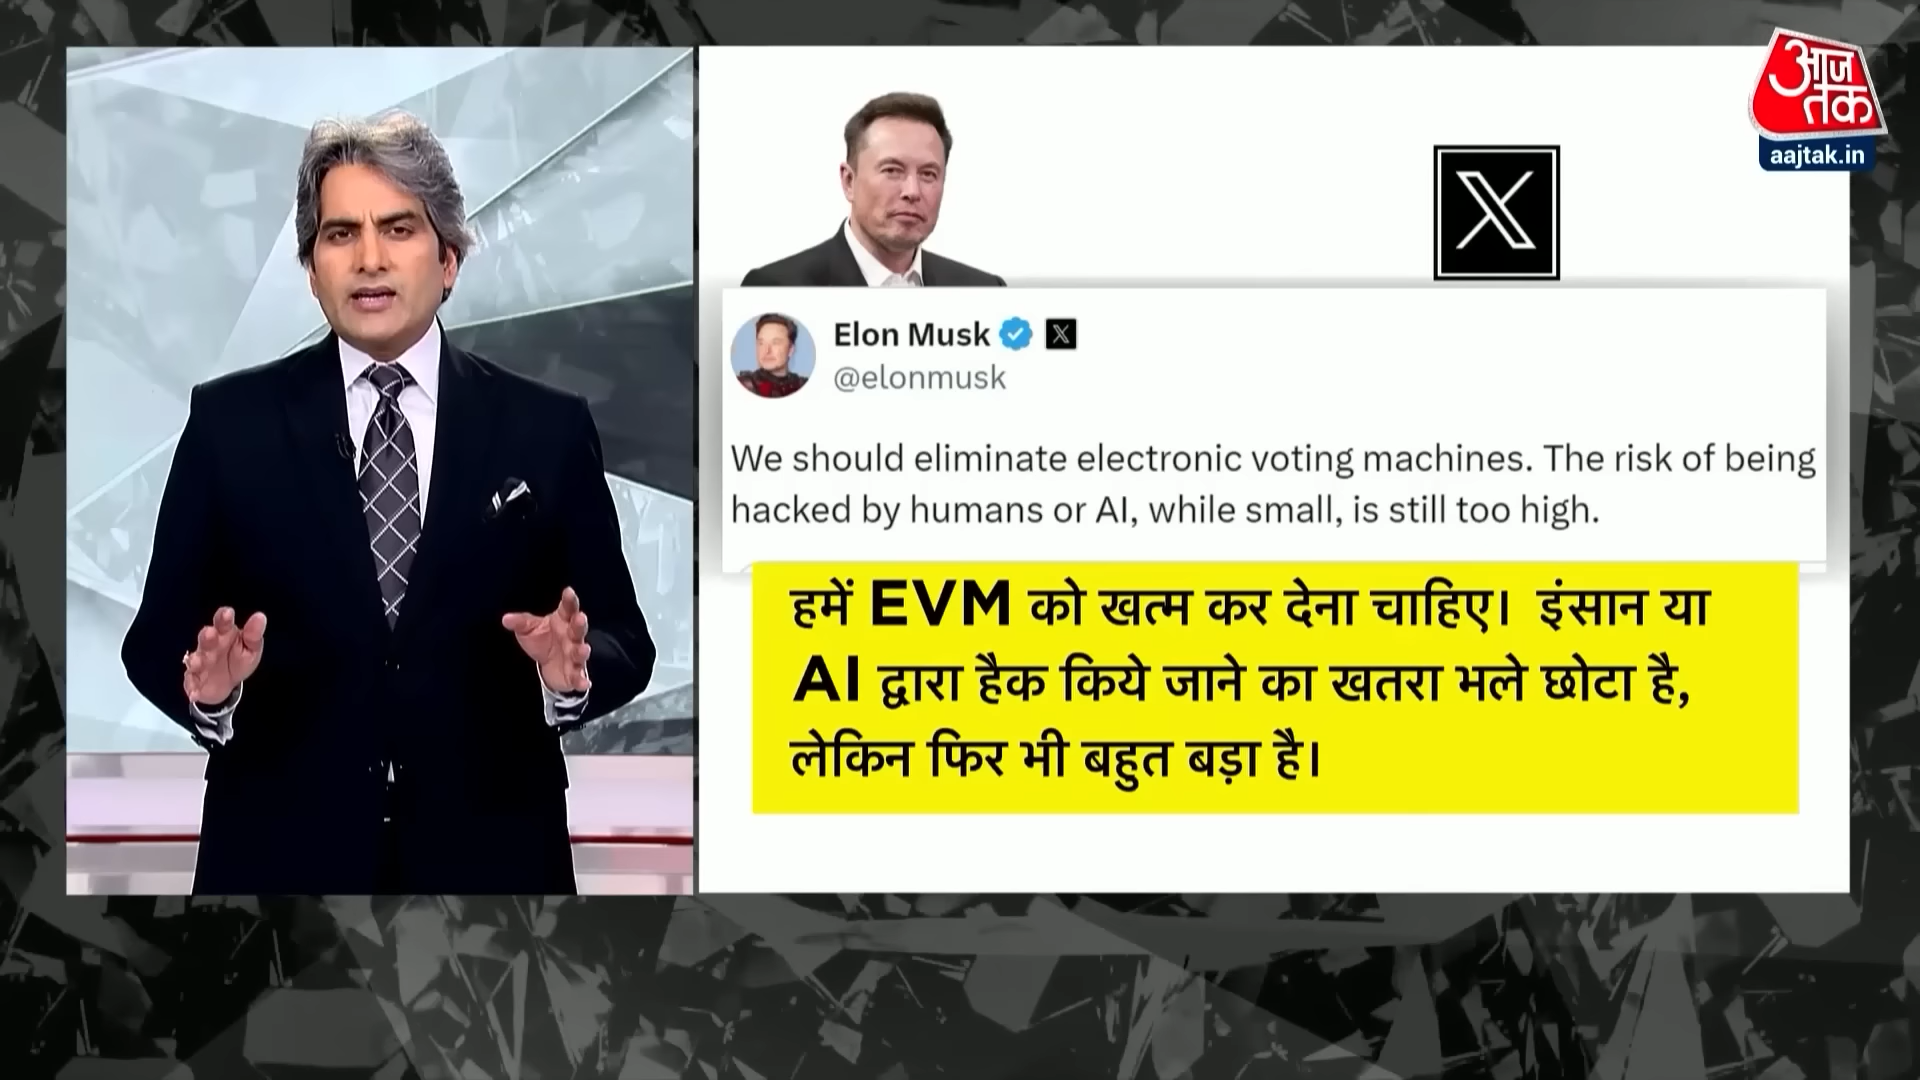 आज
तक
aajtak.in
Elon Musk
@elonmusk
We should eliminate electronic voting machines. The risk of being
hacked by humans or AI, while small, is still too high.
हमें EVM को खत्म कर देना चाहिए। इंसान या
AI द्वारा हैक किये जाने का खतरा भले छोटा है,
लेकिन फिर भी बहुत बड़ा है।